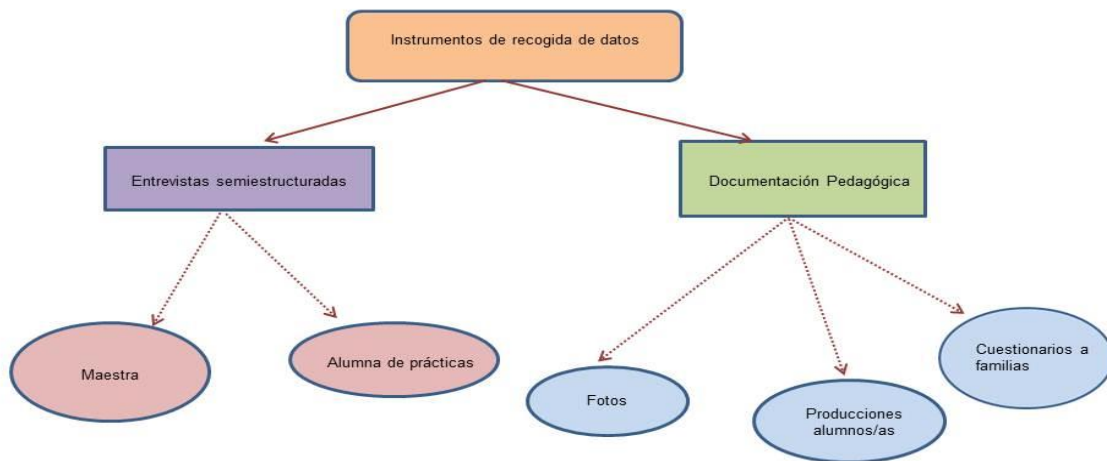 Instrumentos de recogida de datos
Entrevistas semiestructuradas
Documentación Pedagógica
Maestra
Alumna de prácticas
Fotos
Producciones
alumnos/as
Cuestionarios a
familias